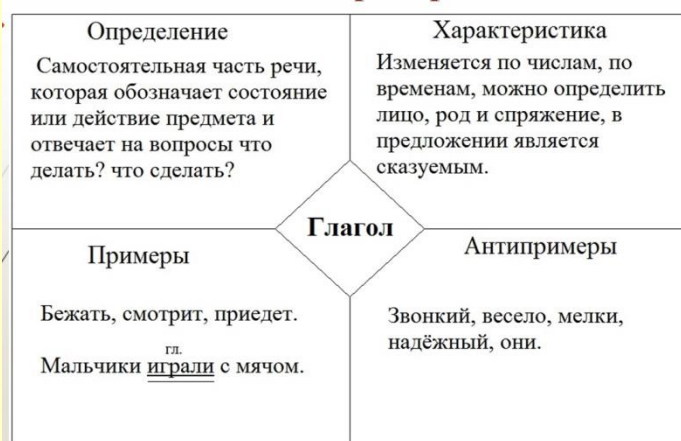 Определение
Самостоятельная часть речи,
которая обозначает состояние
или действие предмета и
отвечает на вопросы что
делать? что сделать?
Характеристика
Изменяется по числам, по
временам, можно определить
лицо, род и спряжение, в
предложении является
сказуемым.
Глагол
Примеры
Бежать, смотрит, приедет.
гл.
Мальчики играли с мячом.
Антипримеры
Звонкий, весело, мелки,
надёжный, они.